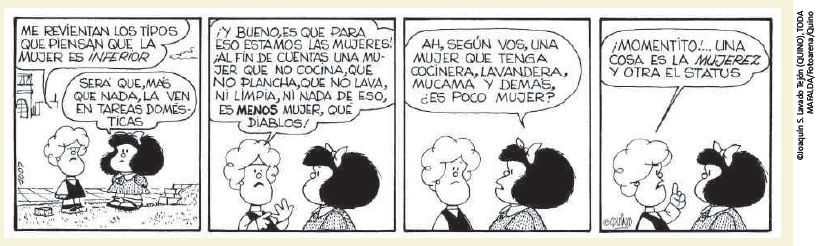 ME REVIENTAN LOS TIPOS
QUE PIENSAN QUE LA
MUJER ES INFERIOR
SERÁ QUE, MÁS
QUE NADA, LA VEN
EN TAREAS DOMÉS-
TICAS
¡Y BUENO, ES QUE PARA
ESO ESTAMOS LAS MUJERES!
¡AL FÍN DE CUENTAS UNA MU-
JER QUE NO COCINA, QUE
NO PLANCHA, QUE NO LAVA,
NI LIMPIA, NI NADA DE ESO,
ES MENOS MUJER, QUÉ
DIABLOS!
AH, SEGÚN VOS, UNA
MUJER QUE TENGA
COCINERA, LAVANDERA,
MUCAMA Y DEMÁS,
¿ES POCO MUJER?
¡MOMENTITO!... UNA
COSA ES LA MUJEREZ
Y OTRA EL STATUS
©QUINO
©Joaquín S. Lavado Tejón (QUINO), TODA
MAFALDA/Fotoarena/Quino